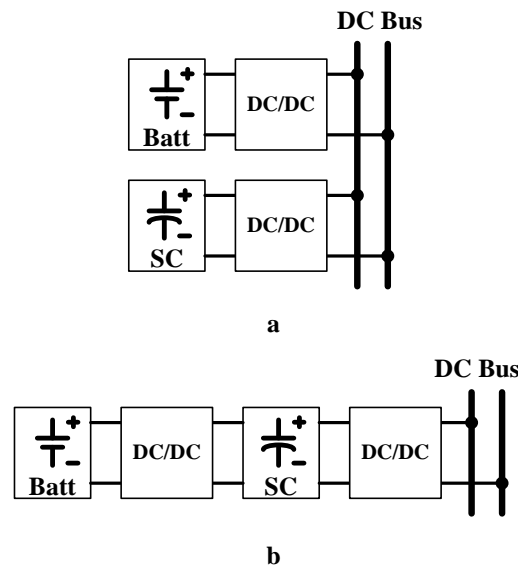 DC Bus
+
DC/DC
−
Batt
+
DC/DC
−
SC
a
DC Bus
+
DC/DC
+
DC/DC
−
−
Batt
SC
b